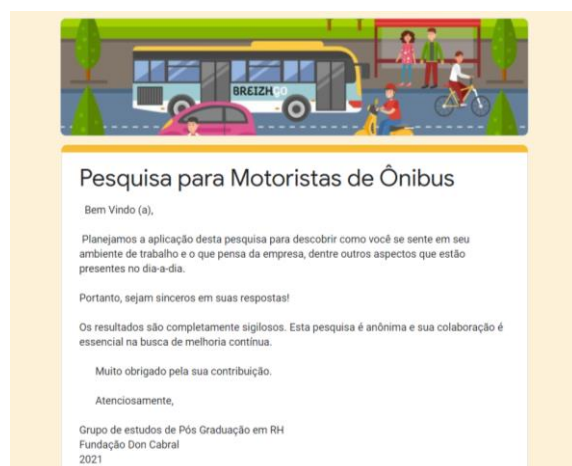 BREIZHGO
Pesquisa para Motoristas de Ônibus
Bem Vindo (a),
Planejamos a aplicação desta pesquisa para descobrir como você se sente em seu
ambiente de trabalho e o que pensa da empresa, dentre outros aspectos que estão
presentes no dia-a-dia.
Portanto, sejam sinceros em suas respostas!
Os resultados são completamente sigilosos. Esta pesquisa é anônima e sua colaboração é
essencial na busca de melhoria contínua.
Muito obrigado pela sua contribuição.
Atenciosamente,
Grupo de estudos de Pós Graduação em RH
Fundação Don Cabral
2021